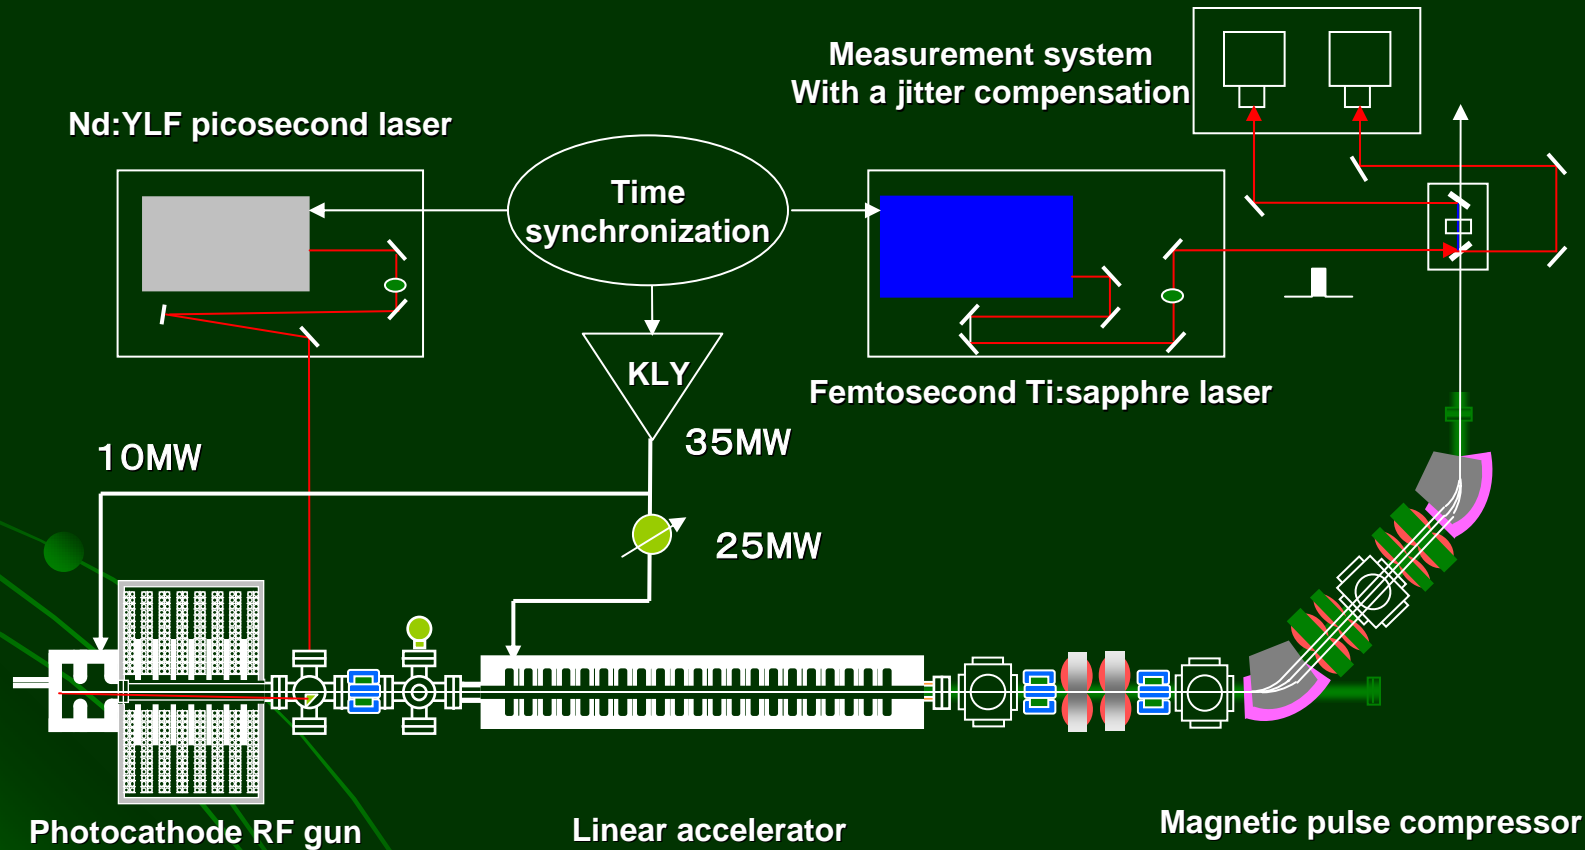 Measurement system
With a jitter compensation
Nd:YLF picosecond laser
Time
synchronization
KLY
Femtosecond Ti:sapphre laser
35MW
10MW
25MW
Photocathode RF gun
Linear accelerator
Magnetic pulse compressor